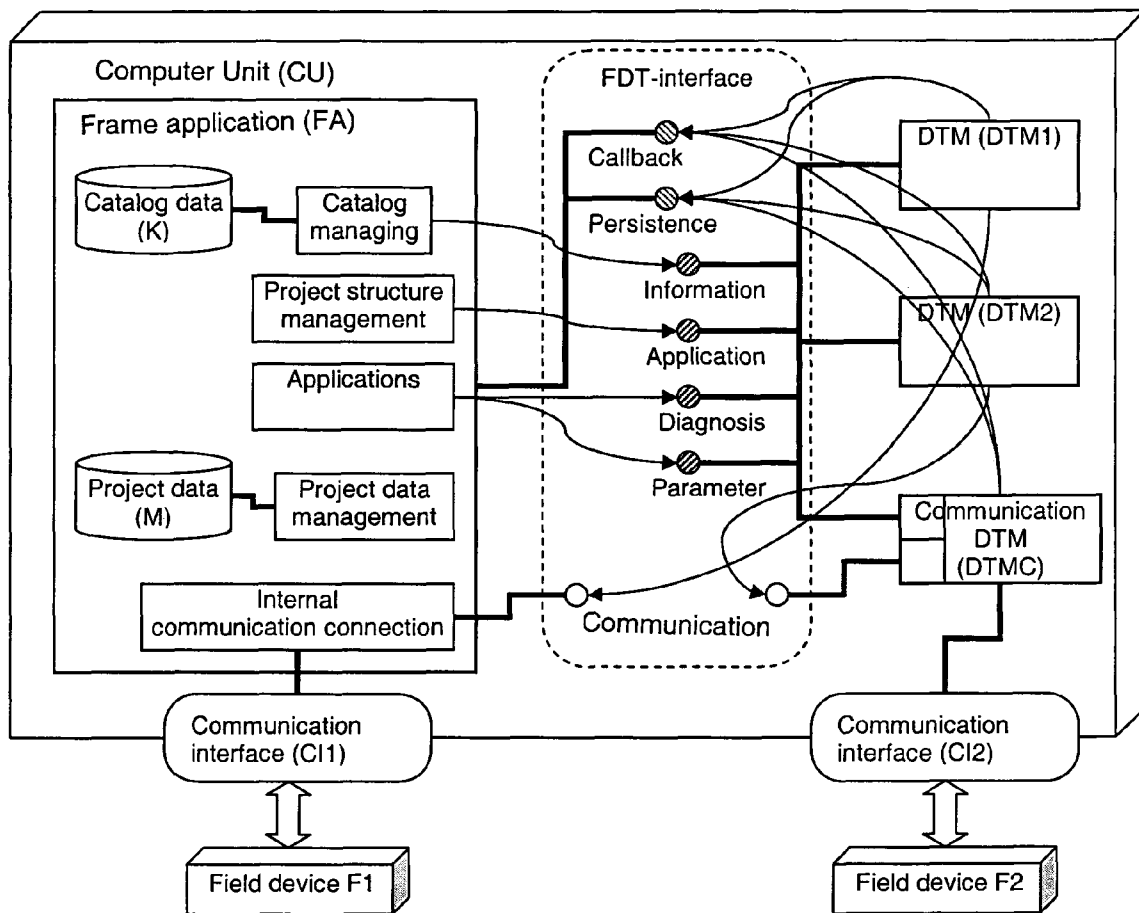 Computer Unit (CU)
Frame application (FA)
Catalog data
(K)
Catalog
managing
Project structure
management
Applications
Project data
(M)
Project data
management
Internal
communication connection
FDT-interface
Callback
Persistence
Information
Application
Diagnosis
Parameter
Communication
DTM (DTM1)
DTM (DTM2)
Communication
DTM
(DTMC)
Communication
interface (CI1)
Communication
interface (CI2)
Field device F1
Field device F2